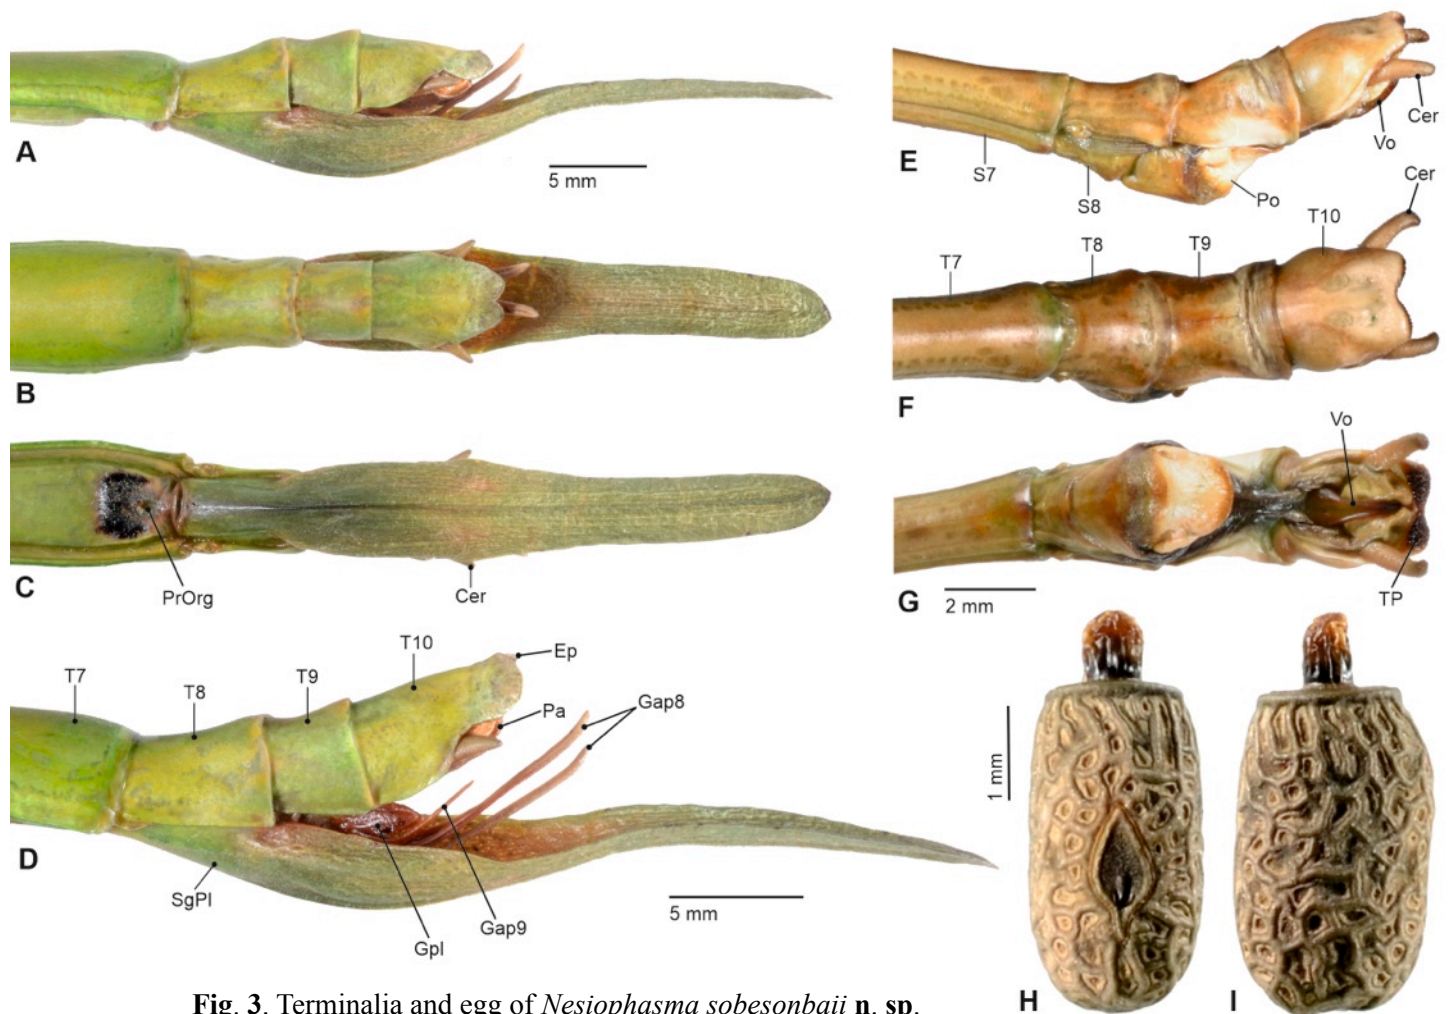 A
5 mm
B
C
PrOrg
Cer
T7
T8
T9
T10
Ep
Pa
Gap8
D
SgPl
Gpl
Gap9
5 mm
E
S7
S8
Po
Vo
Cer
Cer
T10
T9
T8
T7
F
Vo
G
2 mm
TP
1 mm
H
I
Fig. 3. Terminalia and egg of Nesiophasma sobesonbaii n. sp.